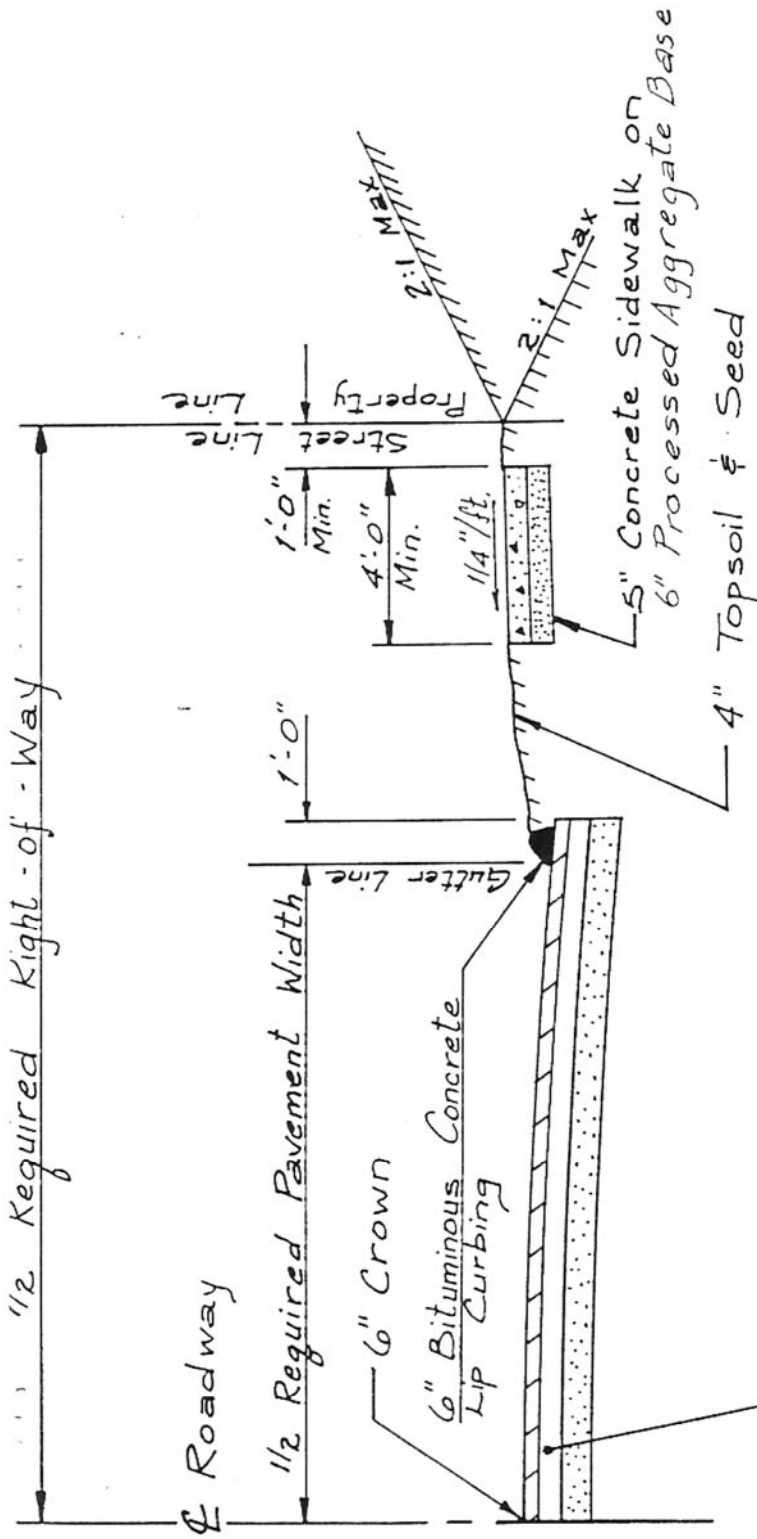 1/2 Required Right-of-Way
℄ Roadway
1/2 Required Pavement Width
6" Crown
6" Bituminous Concrete
Lip Curbing
Gutter Line
1'-0"
1'-0"
Min.
4'-0"
Min.
1/4"/ft.
Street
Line
Property
Line
2:1 Max
2:1 Max
5" Concrete Sidewalk on
6" Processed Aggregate Base
4" Topsoil & Seed